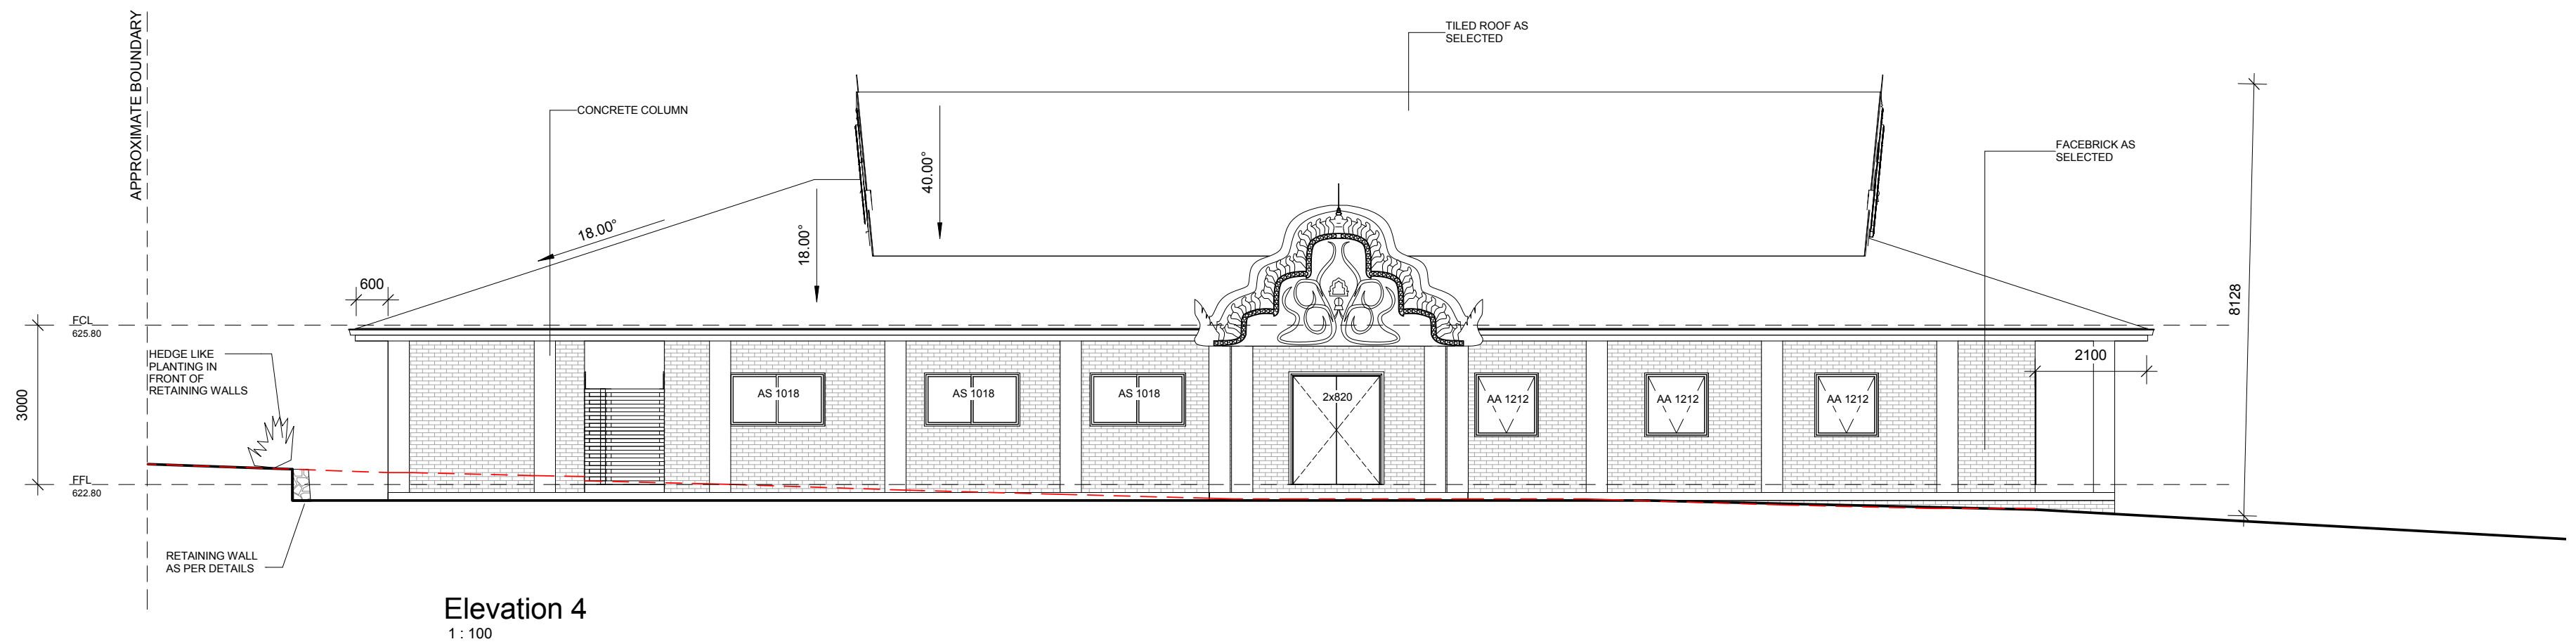 APPROXIMATE BOUNDARY
TILED ROOF AS
SELECTED
CONCRETE COLUMN
FACEBRICK AS
SELECTED
40.00°
18.00°
18.00°
600
8128
FCL
625.80
HEDGE LIKE
PLANTING IN
FRONT OF
RETAINING WALLS
2100
3000
AS 1018
AS 1018
AS 1018
2x820
AA 1212
AA 1212
AA 1212
FFL
622.80
RETAINING WALL
AS PER DETAILS
Elevation 4
1 : 100